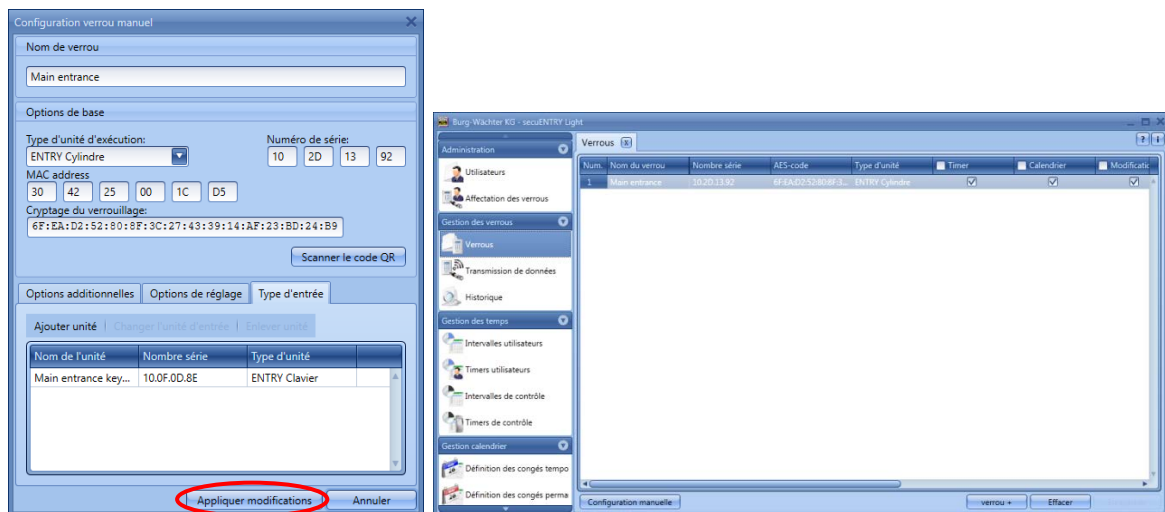 Configuration verrou manuel
Nom de verrou
Main entrance
Options de base
Type d'unité d'exécution: Numéro de série:
ENTRY Cylindre 10 2D 13 92
MAC address
30 42 25 00 1C D5
Cryptage du verrouillage:
6F:EA:D2:52:80:8F:3C:27:43:39:14:AF:23:BD:24:B9
Scanner le code QR
Options additionnelles Options de réglage Type d'entrée
Ajouter unité Changer l'unité d'entrée Enlever unité
Nom de l'unité Nombre série Type d'unité
Main entrance key... 10.0F.0D.8E ENTRY Clavier
Appliquer modifications Annuler
Burg-Wächter KG - secuENTRY Light
Administration
Utilisateurs
Affectation des verrous
Gestion des verrous
Verrous
Transmission de données
Historique
Gestion des temps
Intervalles utilisateurs
Timers utilisateurs
Intervalles de contrôle
Timers de contrôle
Gestion calendrier
Définition des congés tempo
Définition des congés perma
Verrous
Num. Nom du verrou Nombre série AES-code Type d'unité Timer Calendrier Modificatio
1 Main entrance 10.2D.13.92 6F:EA:D2:52:80:8F:3... ENTRY Cylindre
Configuration manuelle verrou + Effacer